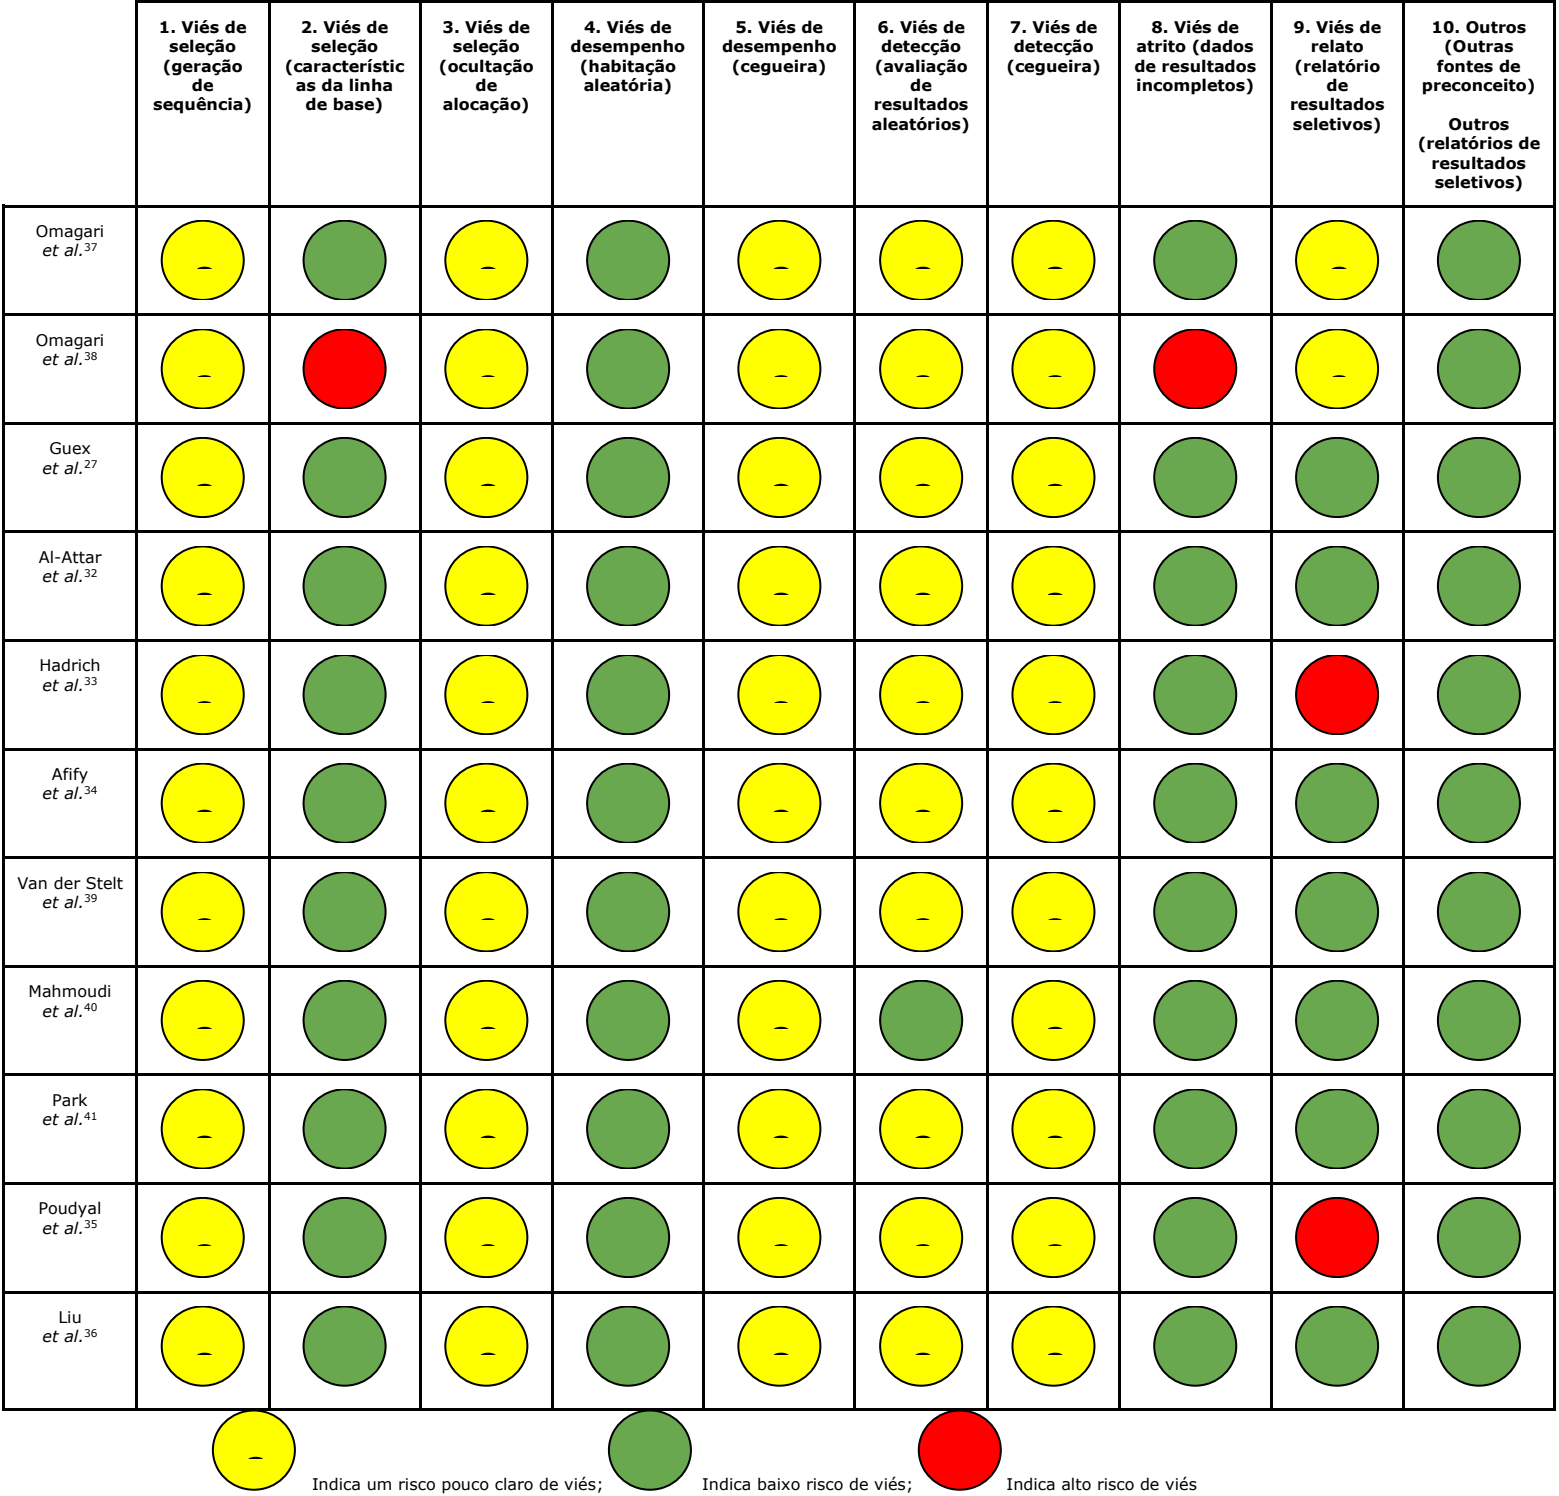 1. Viés de
seleção
(geração
de
sequência)
2. Viés de
seleção
(característic
as da linha
de base)
3. Viés de
seleção
(ocultação
de
alocação)
4. Viés de
desempenho
(habitação
aleatória)
5. Viés de
desempenho
(cegueira)
6. Viés de
detecção
(avaliação
de
resultados
aleatórios)
7. Viés de
detecção
(cegueira)
8. Viés de
atrito (dados
de resultados
incompletos)
9. Viés de
relato
(relatório
de
resultados
seletivos)
10. Outros
(Outras
fontes de
preconceito)
Outros
(relatórios de
resultados
seletivos)
Omagari
et al.37
Omagari
et al.38
Guex
et al.27
Al-Attar
et al.32
Hadrich
et al.33
Afify
et al.34
Van der Stelt
et al.39
Mahmoudi
et al.40
Park
et al.41
Poudyal
et al.35
Liu
et al.36
Indica um risco pouco claro de viés; Indica baixo risco de viés; Indica alto risco de viés